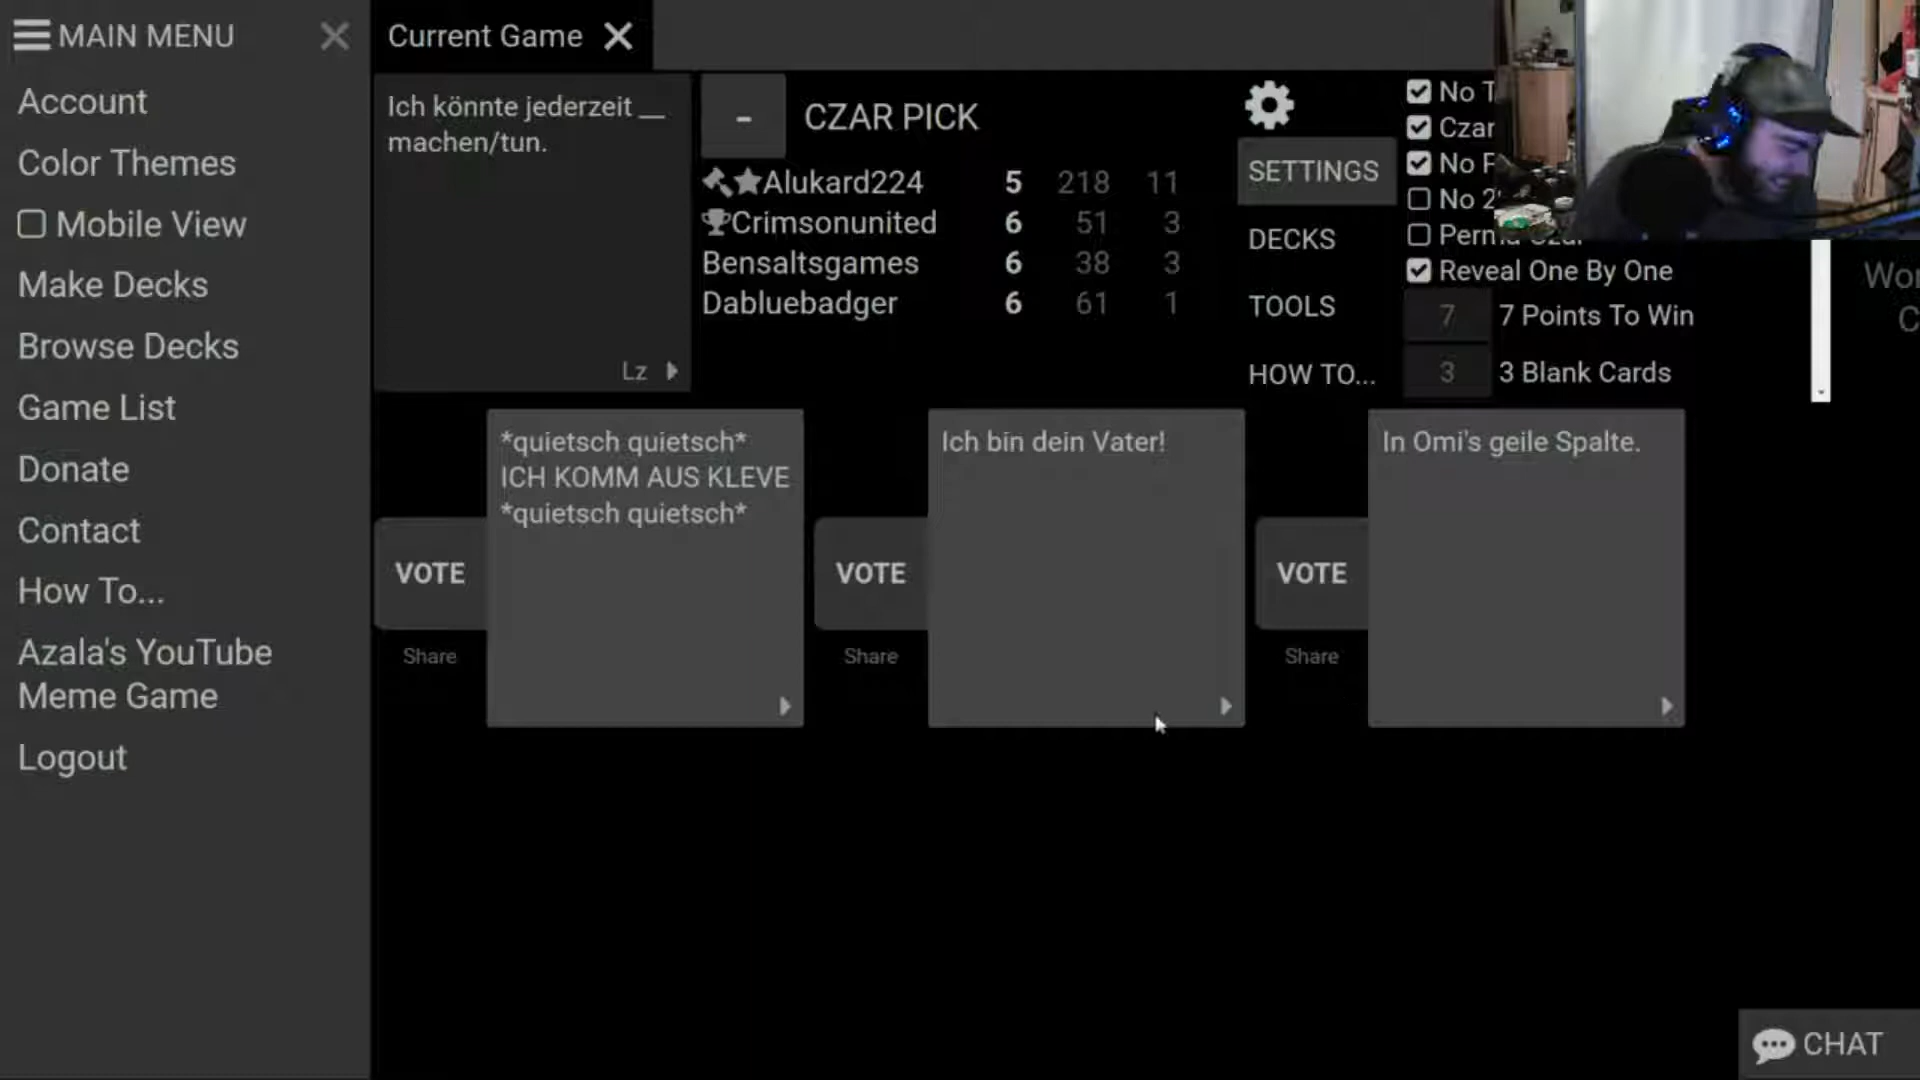 MAIN MENU
Account
Color Themes
Mobile View
Make Decks
Browse Decks
Game List
Donate
Contact
How To...
Azala's YouTube
Meme Game
Logout
Current Game
Ich könnte jederzeit __
machen/tun.
Lz
-
CZAR PICK
Alukard224 5 218 11
Crimsonunited 6 51 3
Bensaltsgames 6 38 3
Dabluebadger 6 61 1
SETTINGS
DECKS
TOOLS
HOW TO...
No T
Czar
No
No 2
Perma Czar
Reveal One By One
7 7 Points To Win
3 3 Blank Cards
VOTE
Share
*quietsch quietsch*
ICH KOMM AUS KLEVE
*quietsch quietsch*
VOTE
Share
Ich bin dein Vater!
VOTE
Share
In Omi's geile Spalte.
CHAT